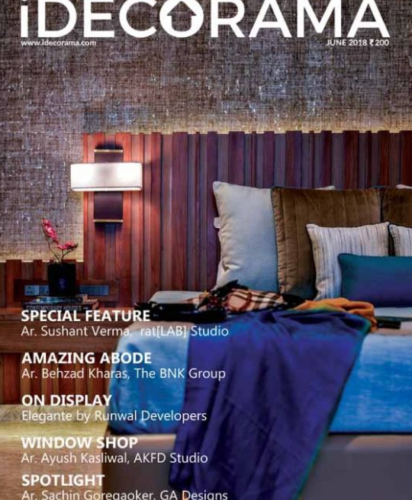 iDECORAMA
www.idecorama.com
JUNE 2018 ₹ 200
SPECIAL FEATURE
Ar. Sushant Verma, rat[LAB] Studio
AMAZING ABODE
Ar. Behzad Kharas, The BNK Group
ON DISPLAY
Elegante by Runwal Developers
WINDOW SHOP
Ar. Ayush Kasliwal, AKFD Studio
SPOTLIGHT
Ar. Sachin Goregaoker, GA Designs